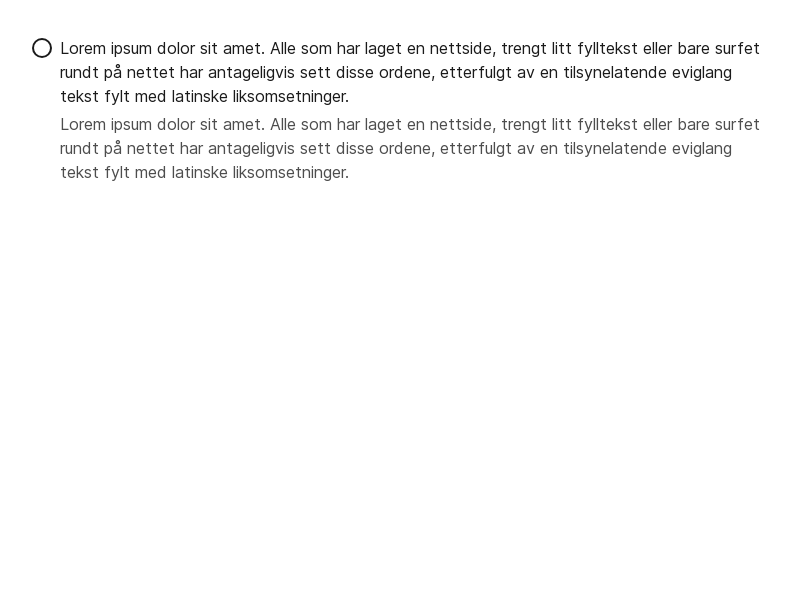 Lorem ipsum dolor sit amet. Alle som har laget en nettside, trengt litt fylltekst eller bare surfet
rundt på nettet har antageligvis sett disse ordene, etterfulgt av en tilsynelatende eviglang
tekst fylt med latinske liksomsetninger.
Lorem ipsum dolor sit amet. Alle som har laget en nettside, trengt litt fylltekst eller bare surfet
rundt på nettet har antageligvis sett disse ordene, etterfulgt av en tilsynelatende eviglang
tekst fylt med latinske liksomsetninger.